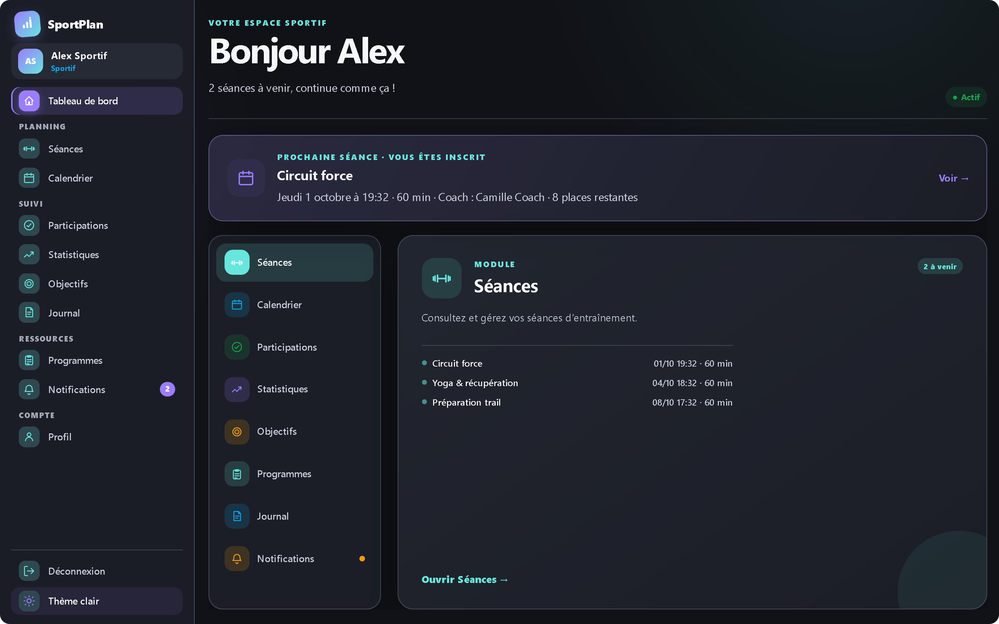 SportPlan
AS
Alex Sportif
Sportif
Tableau de bord
PLANNING
Séances
Calendrier
SUIVI
Participations
Statistiques
Objectifs
Journal
RESSOURCES
Programmes
Notifications
2
COMPTE
Profil
Déconnexion
Thème clair
VOTRE ESPACE SPORTIF
Bonjour Alex
2 séances à venir, continue comme ça !
Actif
PROCHAINE SÉANCE · VOUS ÊTES INSCRIT
Circuit force
Jeudi 1 octobre à 19:32 · 60 min · Coach : Camille Coach · 8 places restantes
Voir →
Séances
Calendrier
Participations
Statistiques
Objectifs
Programmes
Journal
Notifications
MODULE
Séances
2 à venir
Consultez et gérez vos séances d’entraînement.
Circuit force 01/10 19:32 · 60 min
Yoga & récupération 04/10 18:32 · 60 min
Préparation trail 08/10 17:32 · 60 min
Ouvrir Séances →